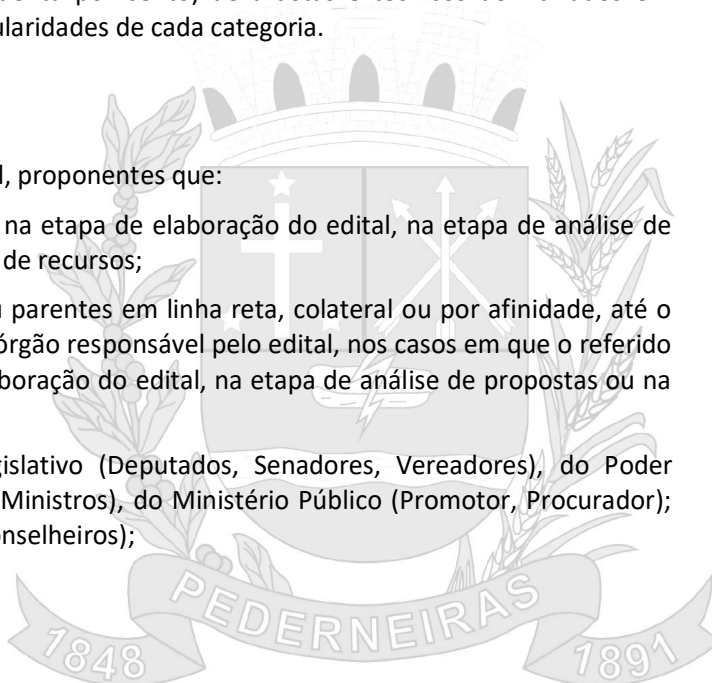 ularidades de cada categoria.
l, proponentes que:
na etapa de elaboração do edital, na etapa de análise de
de recursos;
parentes em linha reta, colateral ou por afinidade, até o
órgão responsável pelo edital, nos casos em que o referido
boração do edital, na etapa de análise de propostas ou na
gislativo (Deputados, Senadores, Vereadores), do Poder
Ministros), do Ministério Público (Promotor, Procurador);
onselheiros);
PEDERNEIRAS
1848
1891